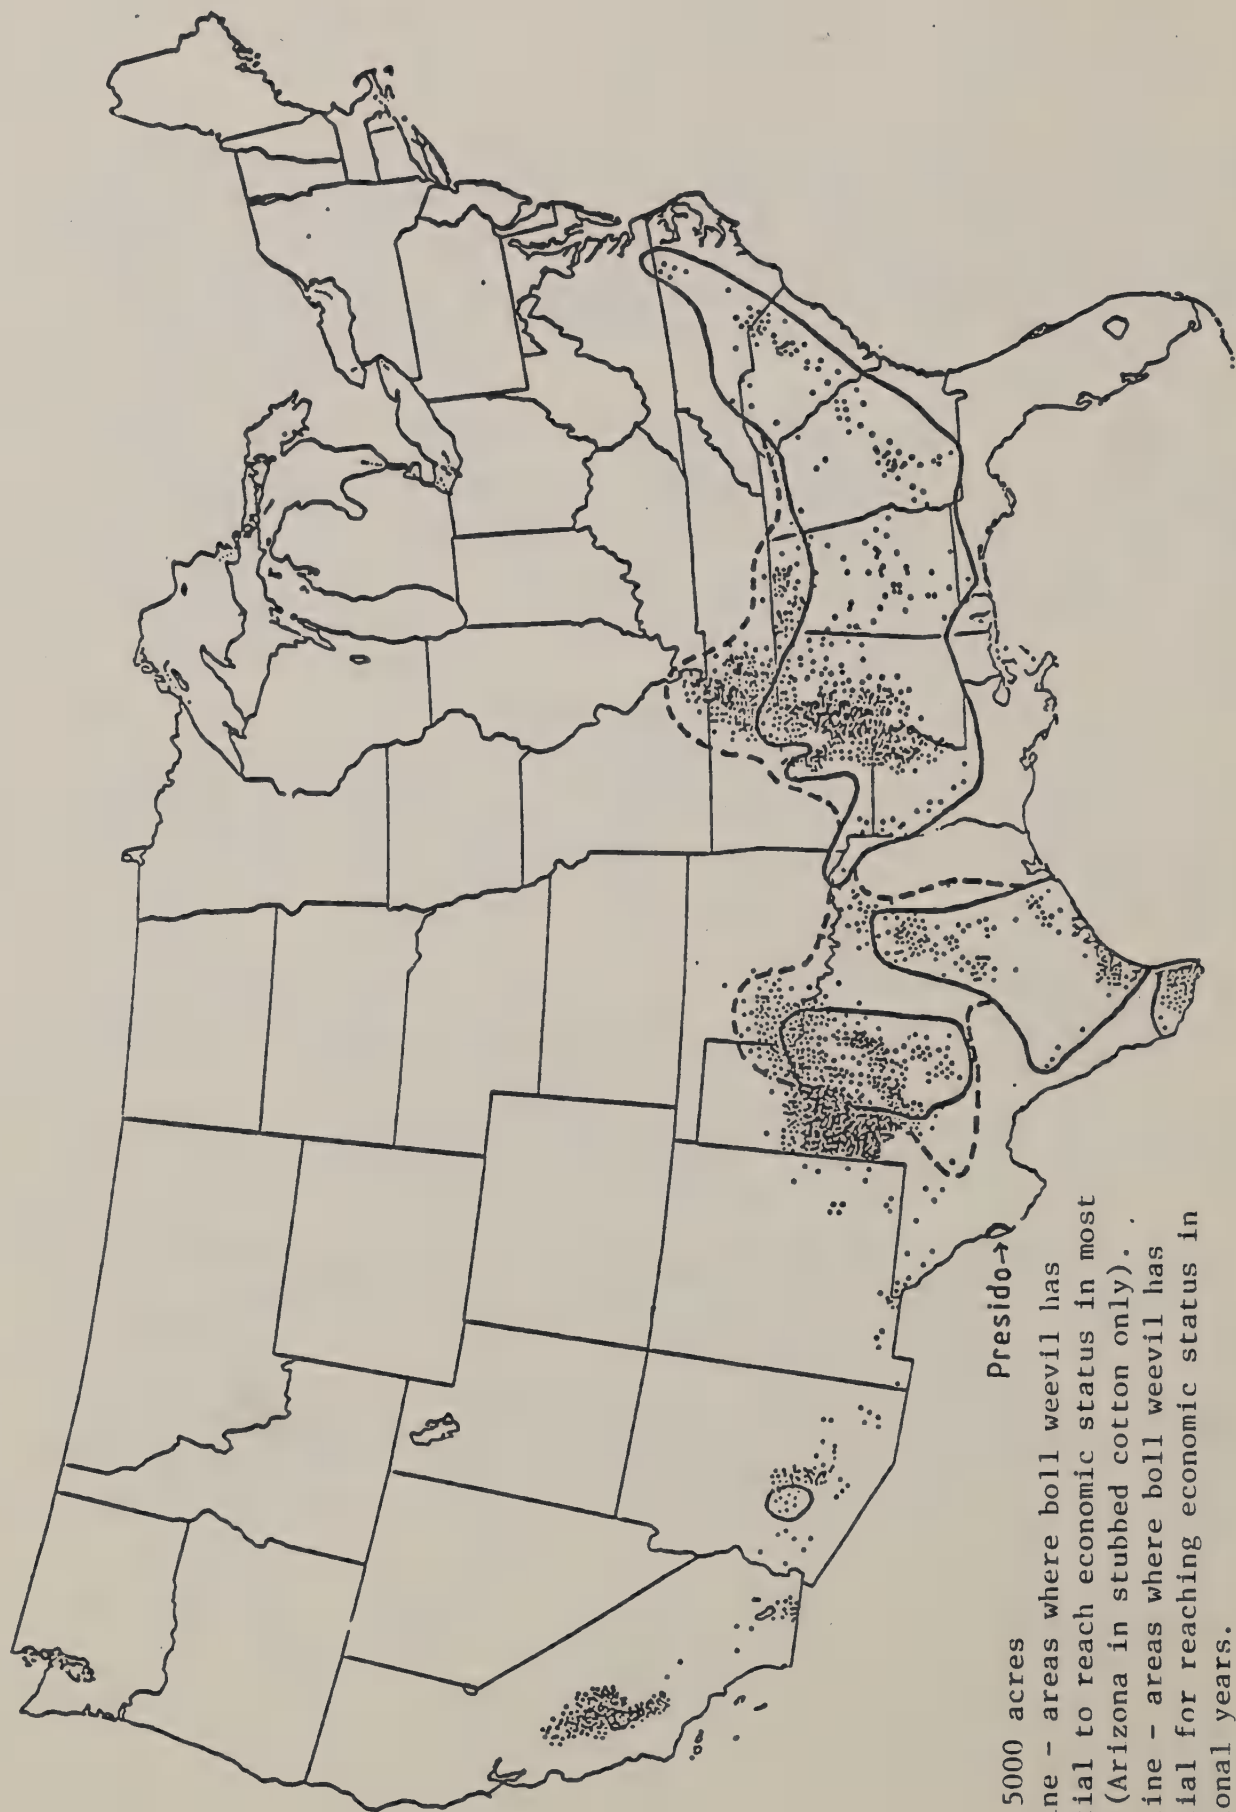 Presido→
5000 acres
ne - areas where boll weevil has
ial to reach economic status in most
(Arizona in stubbed cotton only).
ine - areas where boll weevil has
ial for reaching economic status in
onal years.